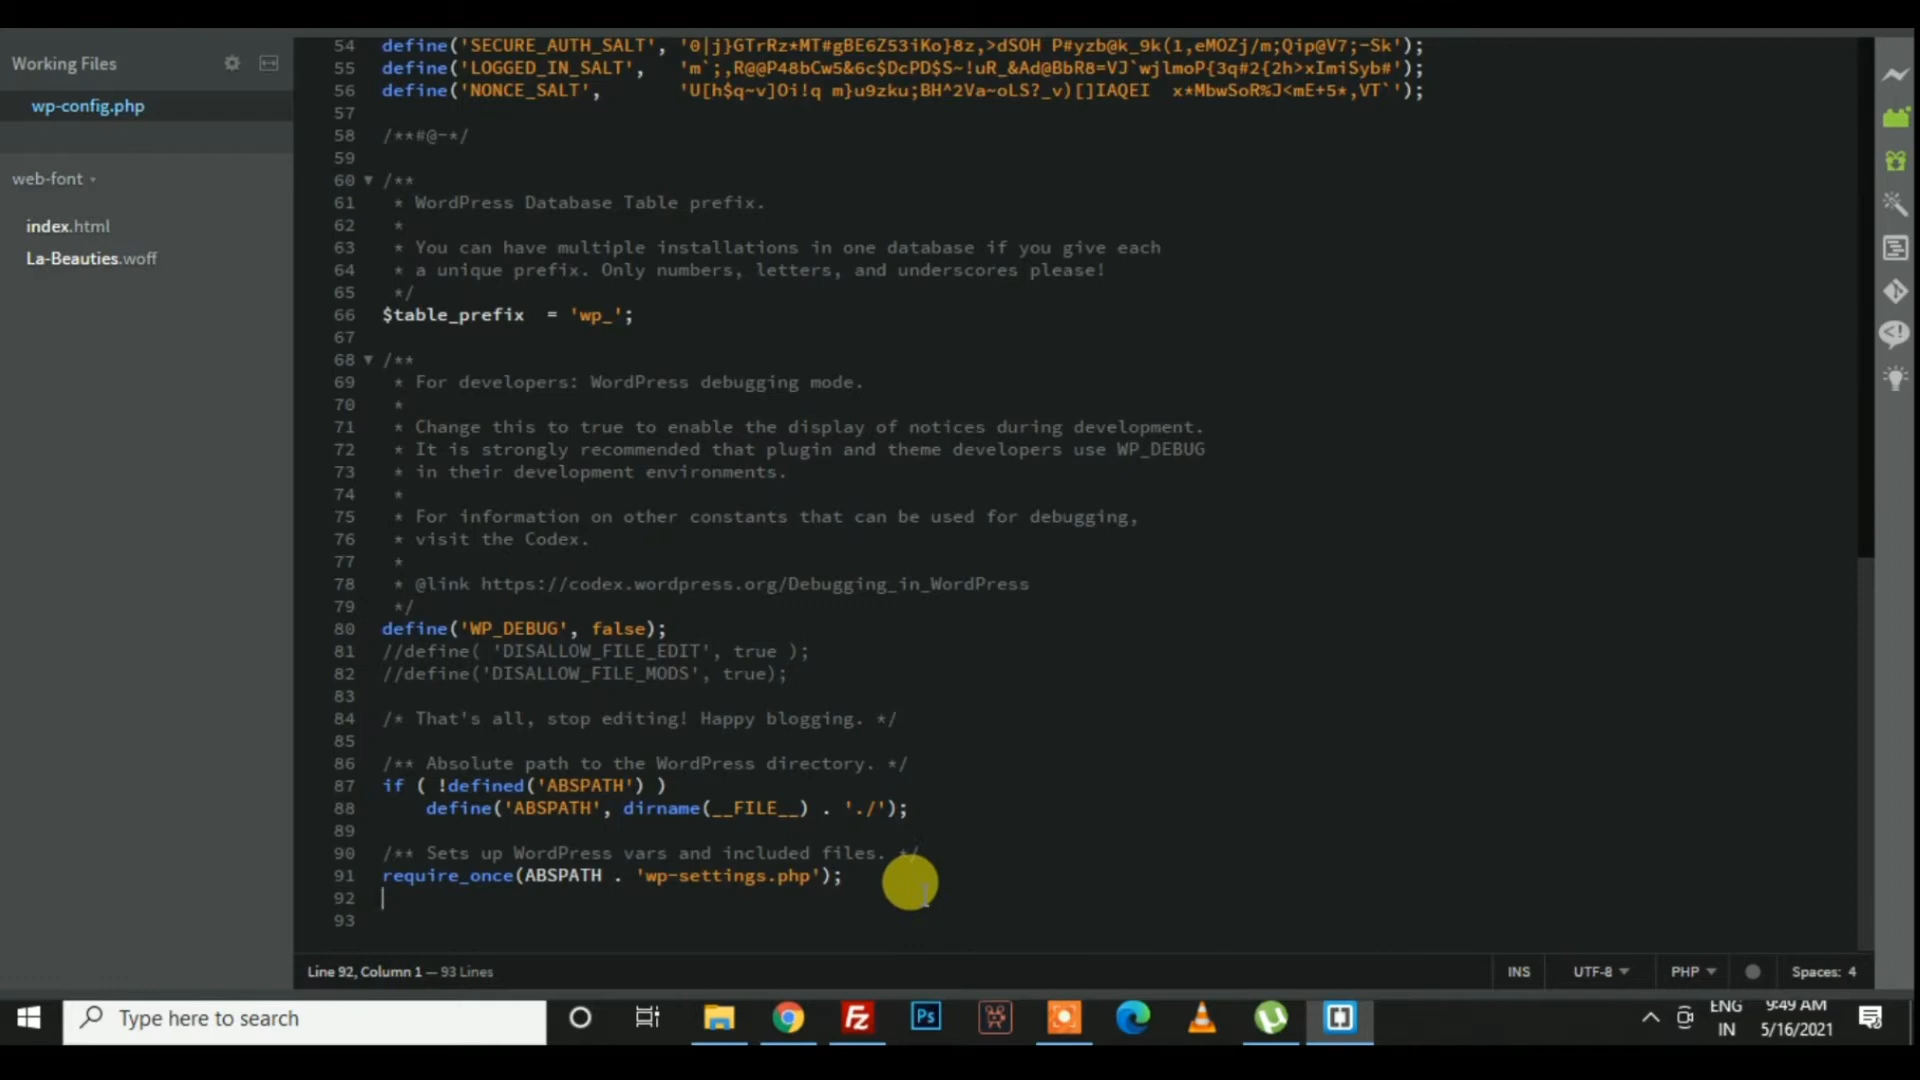 Working Files
wp-config.php
web-font
index.html
La-Beauties.woff
54 define('SECURE_AUTH_SALT', '0|j}GTrRz*MT#gBE6Z53iKo}8z,>dSOH P#yzb@k_9k(1,eMOZj/m;Qip@V7;-Sk');
55 define('LOGGED_IN_SALT',   'm`;,R@@P48bCw5&6c$DcPD$S~!uR_&Ad@BbR8=VJ`wjlmoP{3q#2{2h>xImiSyb#');
56 define('NONCE_SALT',       'U[h$q~v]Oi!q m}u9zku;BH^2Va~oLS?_v)[]IAQEI  x*MbwSoR%J<mE+5*,VT`');
57
58 /**#@-*/
59
60 /**
61  * WordPress Database Table prefix.
62  *
63  * You can have multiple installations in one database if you give each
64  * a unique prefix. Only numbers, letters, and underscores please!
65  */
66 $table_prefix  = 'wp_';
67
68 /**
69  * For developers: WordPress debugging mode.
70  *
71  * Change this to true to enable the display of notices during development.
72  * It is strongly recommended that plugin and theme developers use WP_DEBUG
73  * in their development environments.
74  *
75  * For information on other constants that can be used for debugging,
76  * visit the Codex.
77  *
78  * @link https://codex.wordpress.org/Debugging_in_WordPress
79  */
80 define('WP_DEBUG', false);
81 //define( 'DISALLOW_FILE_EDIT', true );
82 //define('DISALLOW_FILE_MODS', true);
83
84 /* That's all, stop editing! Happy blogging. */
85
86 /** Absolute path to the WordPress directory. */
87 if ( !defined('ABSPATH') )
88     define('ABSPATH', dirname(__FILE__) . './');
89
90 /** Sets up WordPress vars and included files. */
91 require_once(ABSPATH . 'wp-settings.php');
92
93
Line 92, Column 1 — 93 Lines
INS UTF-8 PHP Spaces: 4
Type here to search
Fz
Ps
ENG
IN
9:49 AM
5/16/2021